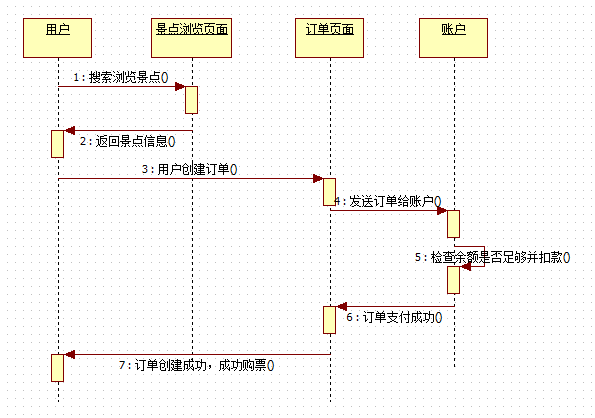 用户
景点浏览页面
订单页面
账户
1 : 搜索浏览景点()
2 : 返回景点信息()
3 : 用户创建订单()
4 : 发送订单给账户()
5 : 检查余额是否足够并扣款()
6 : 订单支付成功()
7 : 订单创建成功，成功购票()